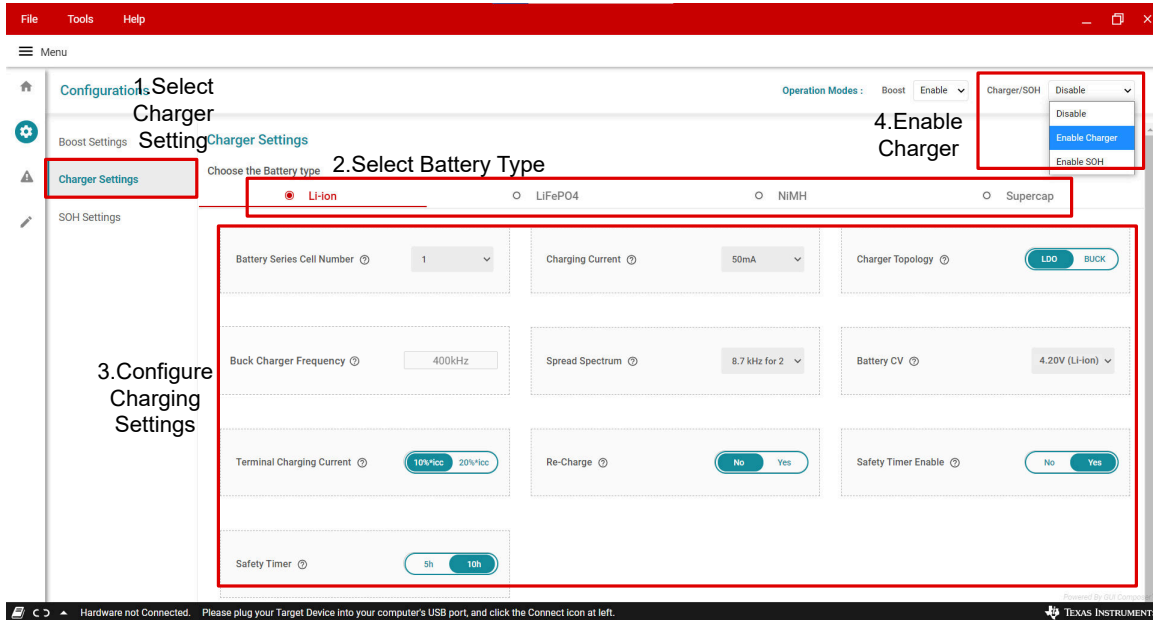 File Tools Help
Menu
Configurations
1.Select
Charger
Setting
Operation Modes : Boost Enable Charger/SOH Disable
Disable
Enable Charger
Enable SOH
4.Enable
Charger
Boost Settings
Charger Settings
SOH Settings
Charger Settings
Choose the Battery type
2.Select Battery Type
Li-ion LiFePO4 NiMH Supercap
3.Configure
Charging
Settings
Battery Series Cell Number 1 Charging Current 50mA Charger Topology LDO BUCK
Buck Charger Frequency 400kHz Spread Spectrum 8.7 kHz for 2 Battery CV 4.20V (Li-ion)
Terminal Charging Current 10%*icc 20%*icc Re-Charge No Yes Safety Timer Enable No Yes
Safety Timer 5h 10h
Powered By GUI Composer
Hardware not Connected. Please plug your Target Device into your computer's USB port, and click the Connect icon at left. TEXAS INSTRUMENTS